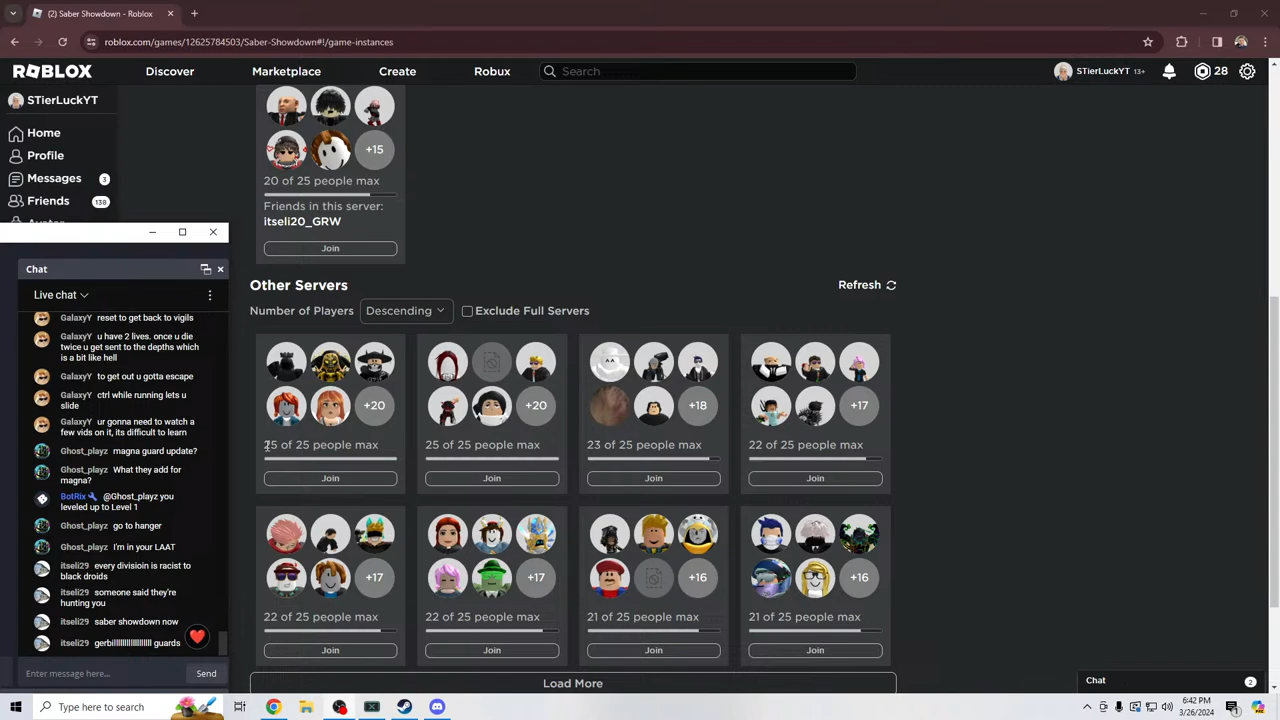 (2) Saber Showdown - Roblox
roblox.com/games/12625784503/Saber-Showdown#!/game-instances
ROBLOX
Discover
Marketplace
Create
Robux
Search
STierLuckYT 13+
28
STierLuckYT
Home
Profile
Messages
3
Friends
138
+15
20 of 25 people max
Friends in this server:
itseli20_GRW
Join
Other Servers
Refresh
Number of Players
Descending
Exclude Full Servers
+20
+20
+18
+17
25 of 25 people max
25 of 25 people max
23 of 25 people max
22 of 25 people max
Join
Join
Join
Join
+17
+17
+16
+16
22 of 25 people max
22 of 25 people max
21 of 25 people max
21 of 25 people max
Join
Join
Join
Join
Load More
Chat
Live chat
GalaxyY reset to get back to vigils
GalaxyY u have 2 lives. once u die
twice u get sent to the depths which
is a bit like hell
GalaxyY to get out u gotta escape
GalaxyY ctrl while running lets u
slide
GalaxyY ur gonna need to watch a
few vids on it, its difficult to learn
Ghost_playz magna guard update?
Ghost_playz What they add for
magna?
BotRix @Ghost_playz you
leveled up to Level 1
Ghost_playz go to hanger
Ghost_playz I'm in your LAAT
itseli29 every divisioin is racist to
black droids
itseli29 someone said they're
hunting you
itseli29 saber showdown now
itseli29 gerbillllllllllllllllllll guards
Enter message here...
Send
Chat
2
Type here to search
6:42 PM
3/26/2024
1